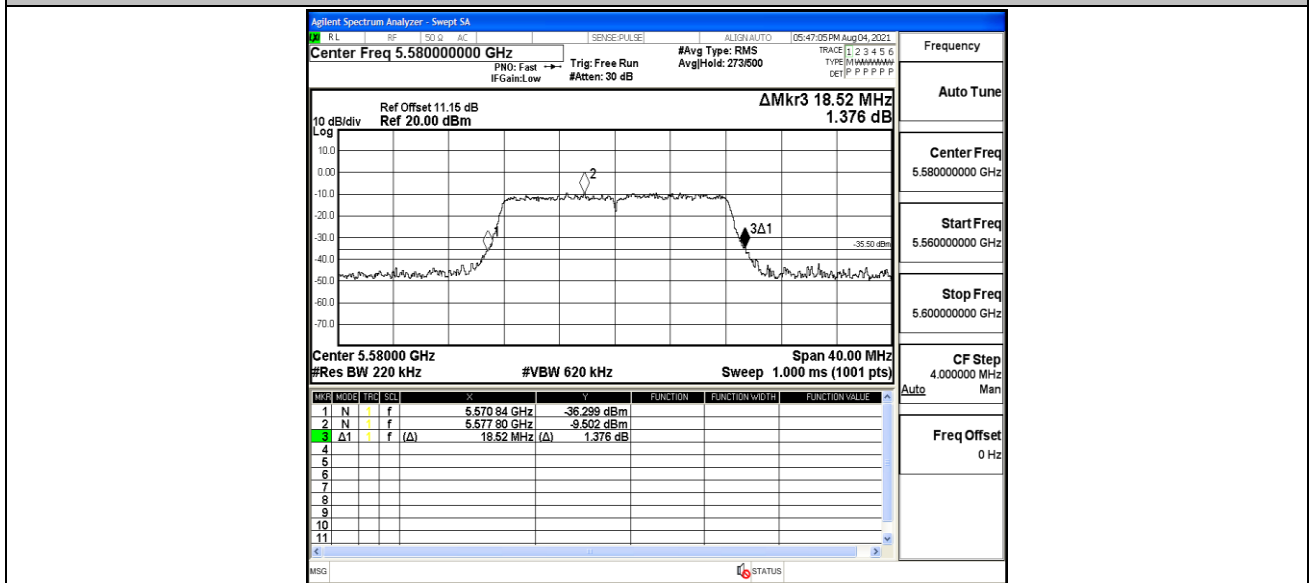 Agilent Spectrum Analyzer - Swept SA
LXI RL RF 50 Ω AC SENSE:PULSE ALIGNAUTO 05:47:05PM Aug 04, 2021
Center Freq 5.580000000 GHz
PNO: Fast
IFGain:Low
Trig: Free Run
#Atten: 30 dB
#Avg Type: RMS
Avg|Hold: 273/500
TRACE 1 2 3 4 5 6
TYPE MWWWWW
DET P P P P P P
Ref Offset 11.15 dB
10 dB/div Ref 20.00 dBm
ΔMkr3 18.52 MHz
1.376 dB
Log
10.0
0.00
-10.0
-20.0
-30.0
-40.0
-50.0
-60.0
-70.0
1
2
3Δ1
-35.50 dBm
Center 5.58000 GHz Span 40.00 MHz
#Res BW 220 kHz #VBW 620 kHz Sweep 1.000 ms (1001 pts)
MKR MODE TRC SCL X Y FUNCTION FUNCTION WIDTH FUNCTION VALUE
1 N 1 f 5.570 84 GHz -36.299 dBm
2 N 1 f 5.577 80 GHz -9.502 dBm
3 Δ1 1 f (Δ) 18.52 MHz (Δ) 1.376 dB
4
5
6
7
8
9
10
11
MSG STATUS
Frequency
Auto Tune
Center Freq
5.580000000 GHz
Start Freq
5.560000000 GHz
Stop Freq
5.600000000 GHz
CF Step
4.000000 MHz
Auto Man
Freq Offset
0 Hz